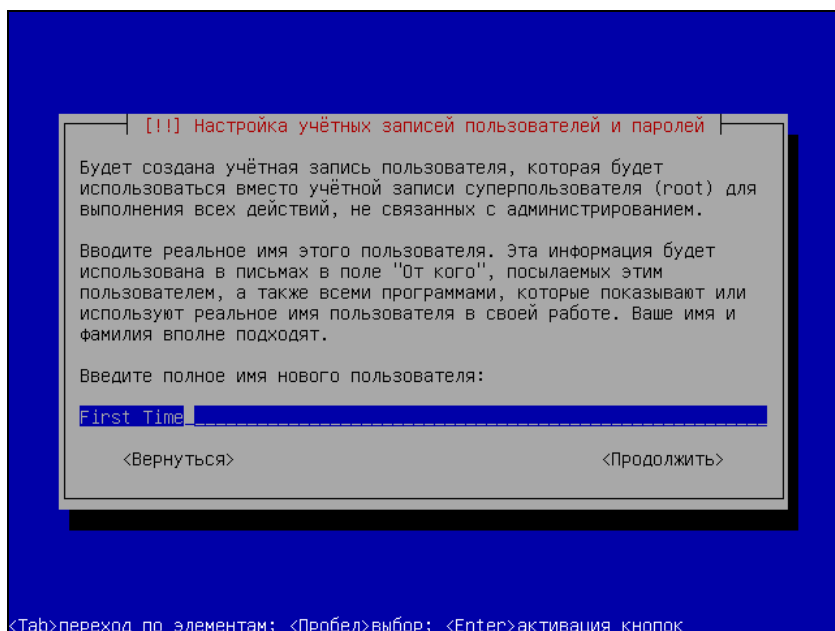 [!!] Настройка учётных записей пользователей и паролей
Будет создана учётная запись пользователя, которая будет
использоваться вместо учётной записи суперпользователя (root) для
выполнения всех действий, не связанных с администрированием.
Вводите реальное имя этого пользователя. Эта информация будет
использована в письмах в поле "От кого", посылаемых этим
пользователем, а также всеми программами, которые показывают или
используют реальное имя пользователя в своей работе. Ваше имя и
фамилия вполне подходят.
Введите полное имя нового пользователя:
First Time
<Вернуться> <Продолжить>
<Tab>переход по элементам; <Пробел>выбор; <Enter>активация кнопок